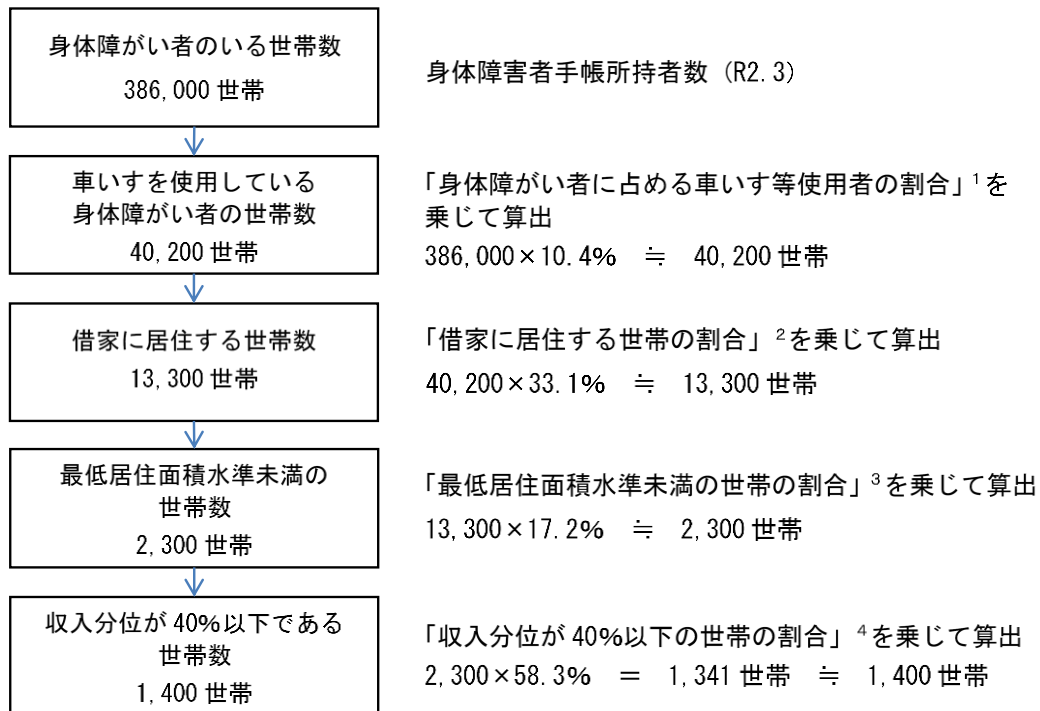 身体障がい者のいる世帯数
386,000 世帯
身体障害者手帳所持者数 (R2.3)
車いすを使用している
身体障がい者の世帯数
40,200 世帯
「身体障がい者に占める車いす等使用者の割合」¹を
乗じて算出
386,000×10.4% ≒ 40,200 世帯
借家に居住する世帯数
13,300 世帯
「借家に居住する世帯の割合」²を乗じて算出
40,200×33.1% ≒ 13,300 世帯
最低居住面積水準未満の
世帯数
2,300 世帯
「最低居住面積水準未満の世帯の割合」³を乗じて算出
13,300×17.2% ≒ 2,300 世帯
収入分位が 40%以下である
世帯数
1,400 世帯
「収入分位が 40%以下の世帯の割合」⁴を乗じて算出
2,300×58.3% = 1,341 世帯 ≒ 1,400 世帯